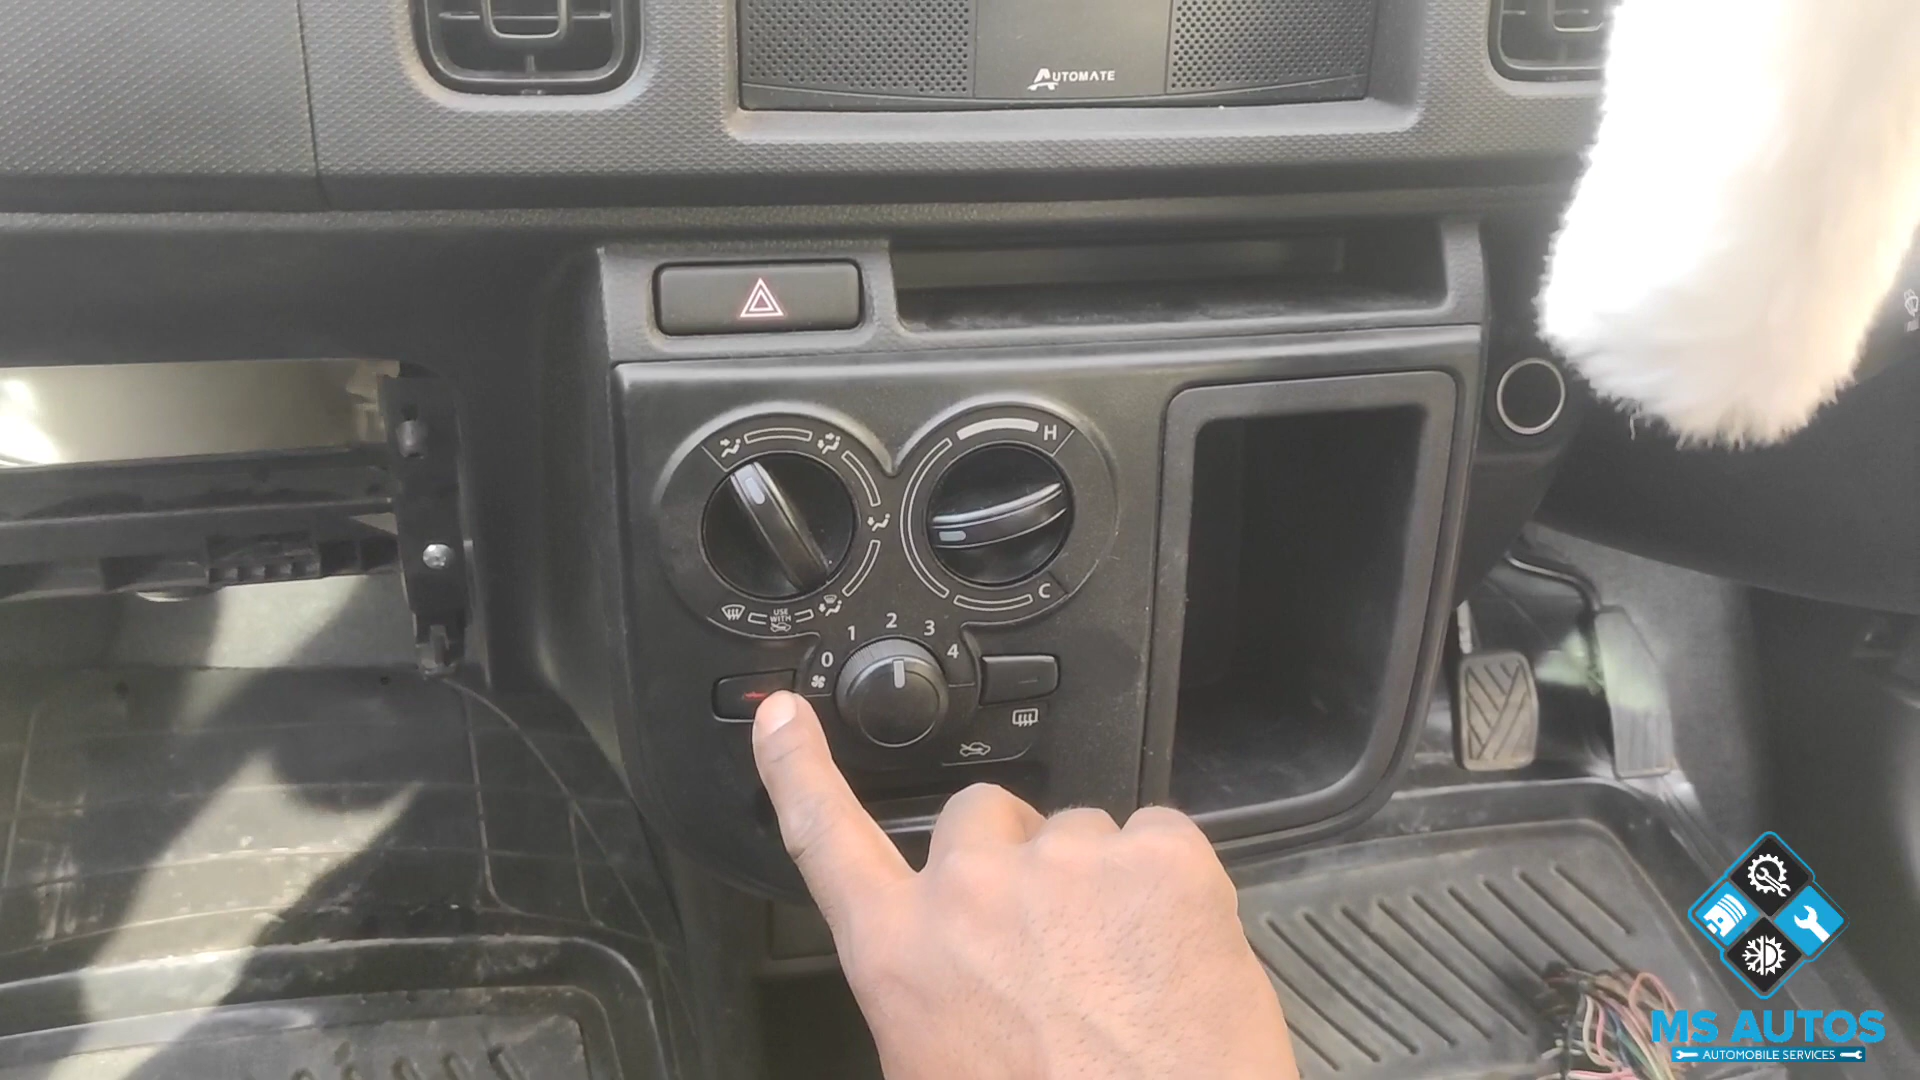 AUTOMATE
H
USE
WITH
C
0
1
2
3
4
MS AUTOS
AUTOMOBILE SERVICES